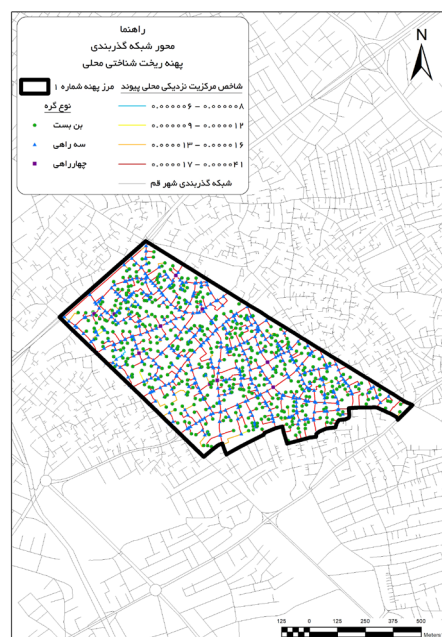 راهنما
محور شبکه گذربندی
پهنه ریخت شناختی محلی
شاخص مرکزیت نزدیکی محلی پیوند
۰.۰۰۰۰۰۶ – ۰.۰۰۰۰۰۸
۰.۰۰۰۰۰۹ – ۰.۰۰۰۰۱۲
۰.۰۰۰۰۱۳ – ۰.۰۰۰۰۱۶
۰.۰۰۰۰۱۷ – ۰.۰۰۰۰۴۱
شبکه گذربندی شهر قم
مرز پهنه شماره ۱
نوع گره
بن بست
سه راهی
چهارراهی
N
125 0 125 250 375 500
Meters